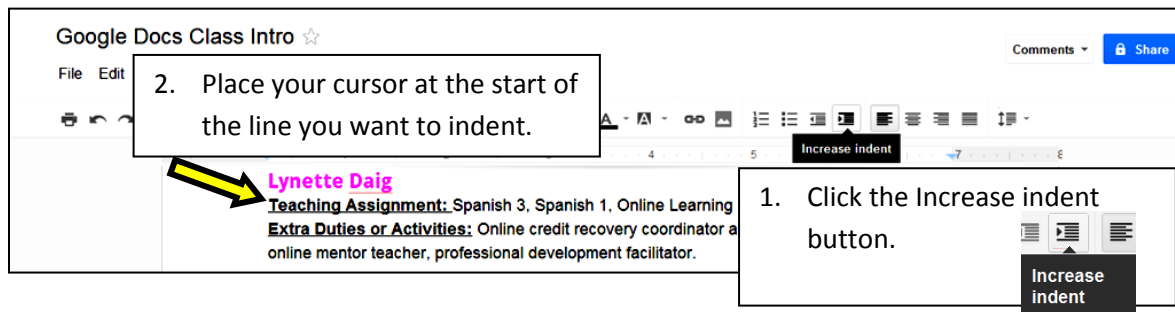 Google Docs Class Intro
Comments
Share
File Edit
2. Place your cursor at the start of
the line you want to indent.
A A
4 5 7 8
Increase indent
Lynette Daig
Teaching Assignment: Spanish 3, Spanish 1, Online Learning
Extra Duties or Activities: Online credit recovery coordinator a
online mentor teacher, professional development facilitator.
1. Click the Increase indent
button.
Increase
indent